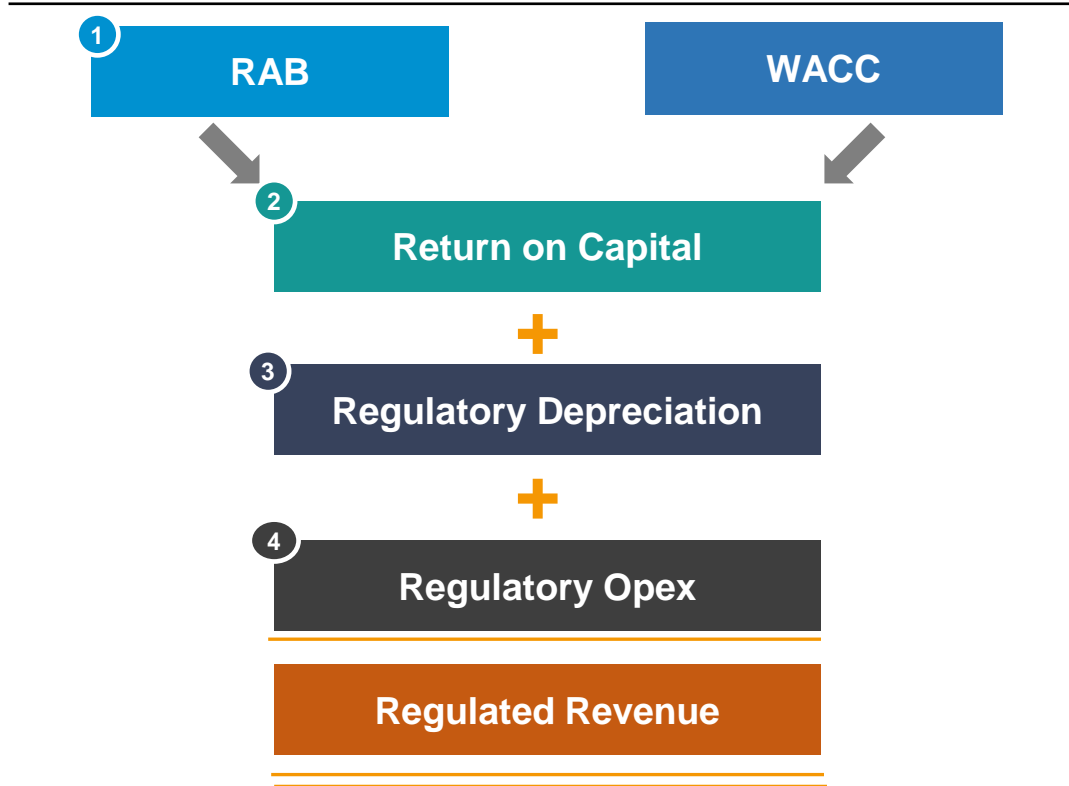 1
RAB
WACC
2
Return on Capital
+
3
Regulatory Depreciation
+
4
Regulatory Opex
Regulated Revenue